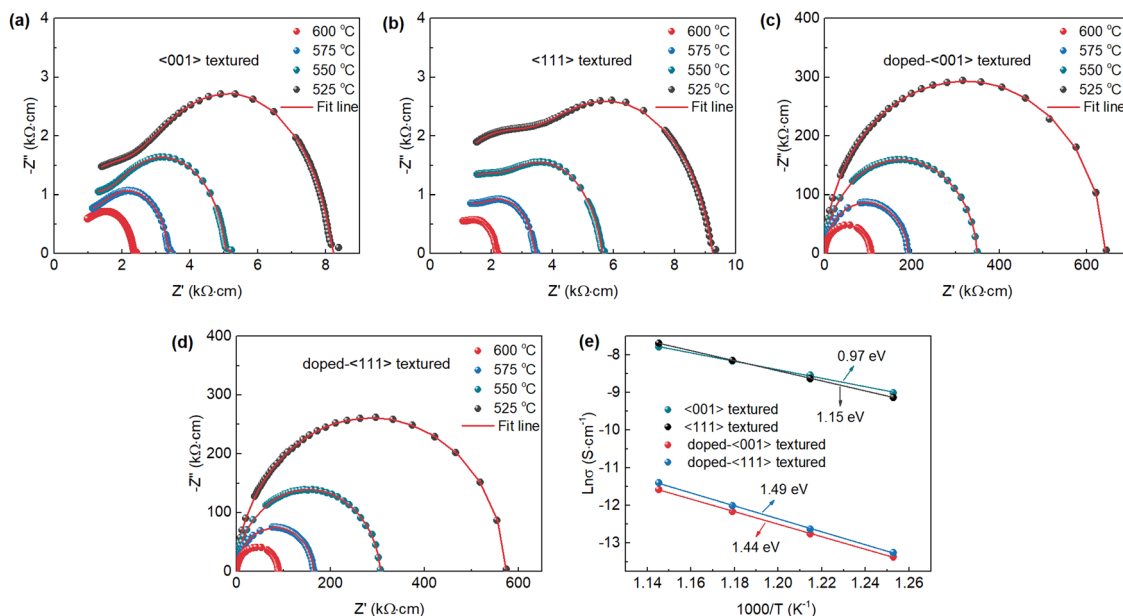 (a)
4
3
2
1
0
-Z'' (kΩ·cm)
<001> textured
600 °C
575 °C
550 °C
525 °C
Fit line
0 2 4 6 8
Z' (kΩ·cm)
(b)
4
3
2
1
0
-Z'' (kΩ·cm)
<111> textured
600 °C
575 °C
550 °C
525 °C
Fit line
0 2 4 6 8 10
Z' (kΩ·cm)
(c)
400
300
200
100
0
-Z''(kΩ·cm)
doped-<001> textured
600 °C
575 °C
550 °C
525 °C
Fit line
0 200 400 600
Z' (kΩ·cm)
(d)
400
300
200
100
0
-Z'' (kΩ·cm)
doped-<111> textured
600 °C
575 °C
550 °C
525 °C
Fit line
0 200 400 600
Z' (kΩ·cm)
(e)
-8
-9
-10
-11
-12
-13
Lnσ (S·cm⁻¹)
0.97 eV
1.15 eV
<001> textured
<111> textured
doped-<001> textured
doped-<111> textured
1.49 eV
1.44 eV
1.14 1.16 1.18 1.20 1.22 1.24 1.26
1000/T (K⁻¹)